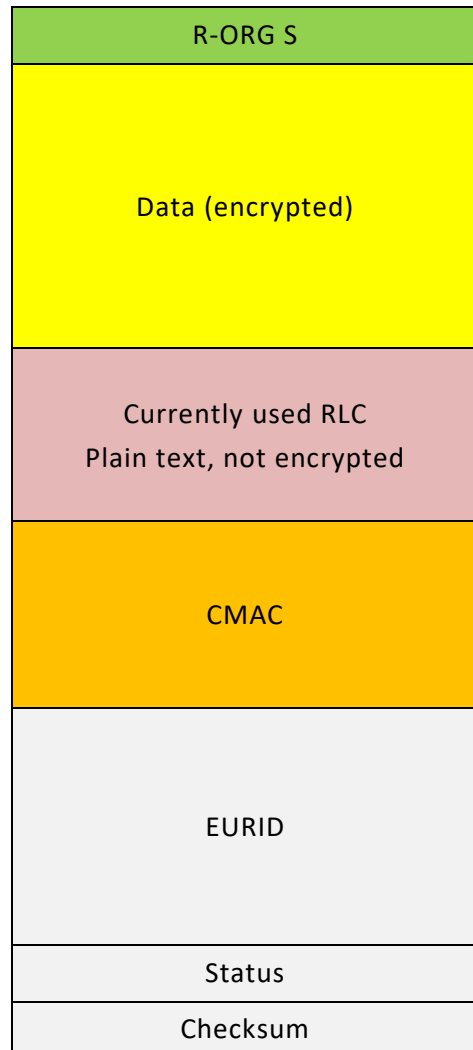 R-ORG S
Data (encrypted)
Currently used RLC
Plain text, not encrypted
CMAC
EURID
Status
Checksum